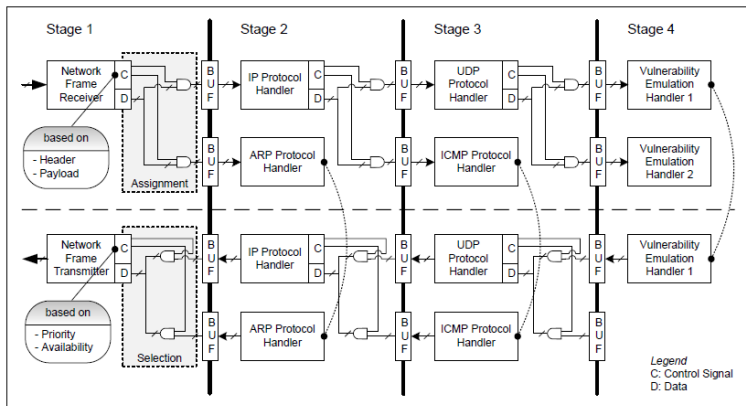 Stage 1
Stage 2
Stage 3
Stage 4
Network
Frame
Receiver
C
D
B
U
F
IP Protocol
Handler
C
D
B
U
F
UDP
Protocol
Handler
C
D
B
U
F
Vulnerability
Emulation
Handler 1
based on
- Header
- Payload
Assignment
B
U
F
ARP Protocol
Handler
B
U
F
ICMP Protocol
Handler
B
U
F
Vulnerability
Emulation
Handler 2
Network
Frame
Transmitter
C
D
B
U
F
IP Protocol
Handler
C
D
B
U
F
UDP
Protocol
Handler
C
D
B
U
F
Vulnerability
Emulation
Handler 1
based on
- Priority
- Availability
Selection
B
U
F
ARP Protocol
Handler
B
U
F
ICMP Protocol
Handler
B
U
F
Legend
C: Control Signal
D: Data